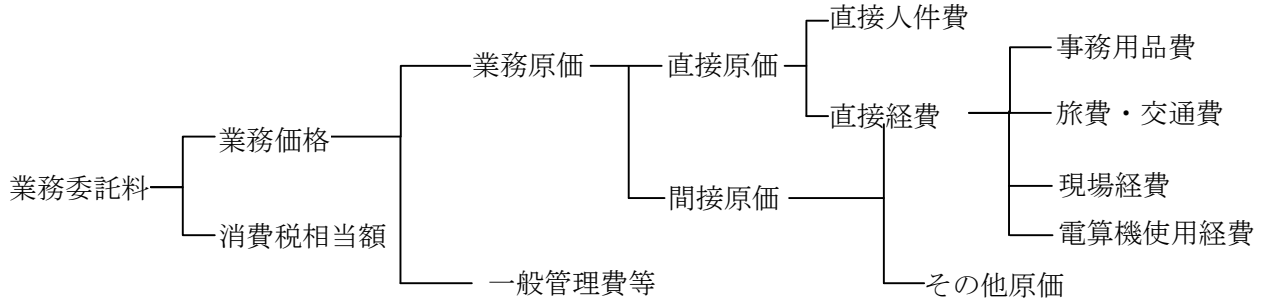 直接人件費
事務用品費
業務原価
直接原価
旅費・交通費
直接経費
業務価格
現場経費
業務委託料
間接原価
消費税相当額
電算機使用経費
一般管理費等
その他原価